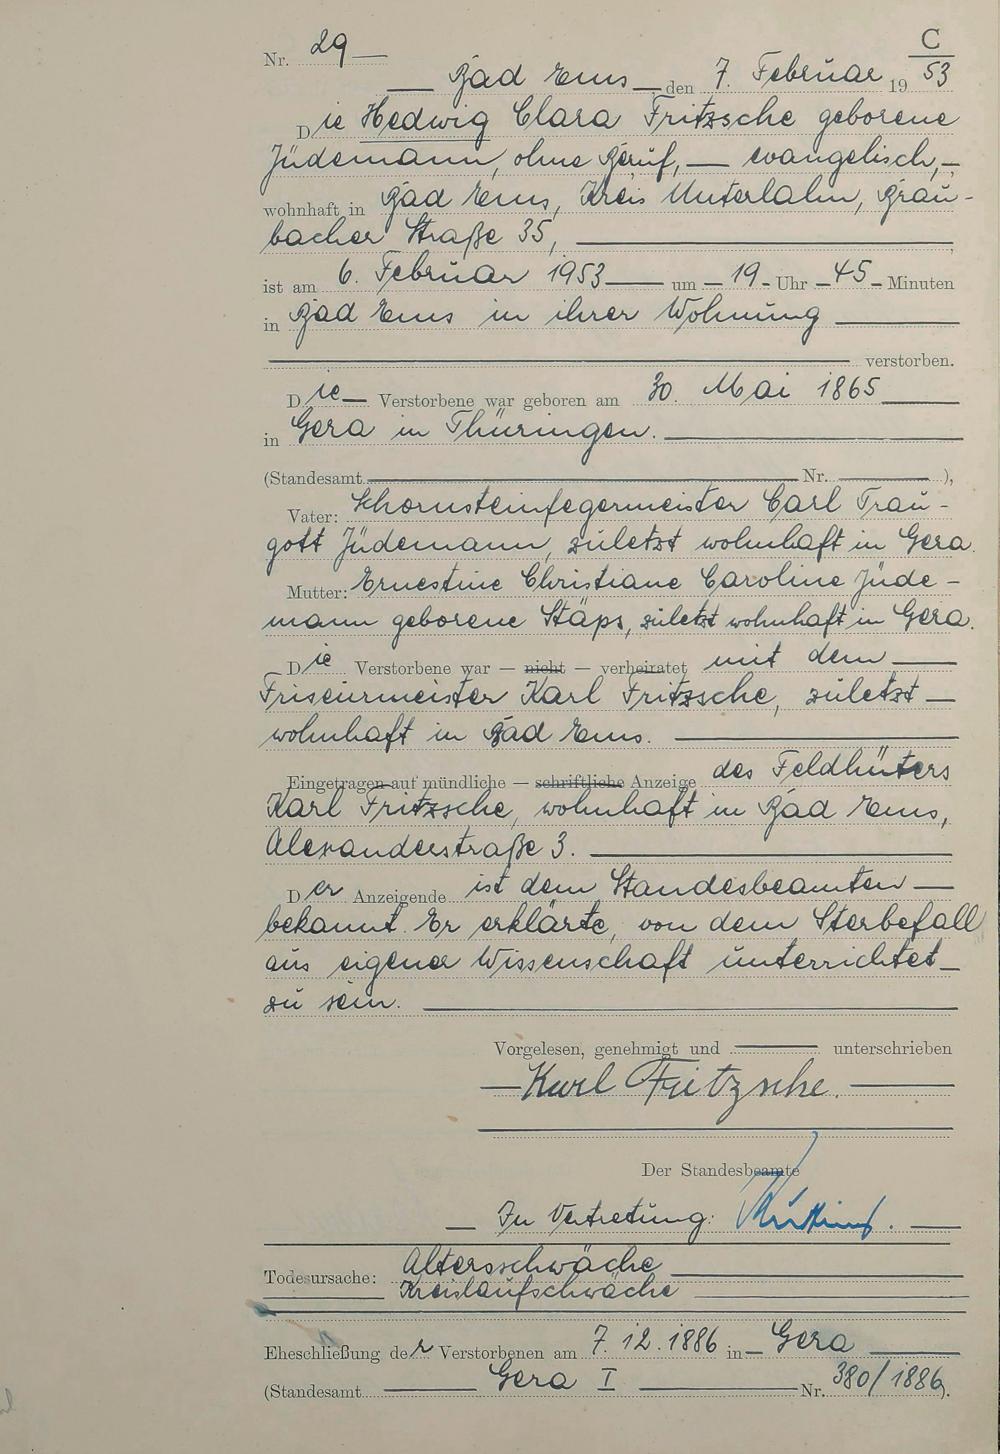 C
Nr. 29
Bad Ems, den 7. Februar 1953
Die Hedwig Clara Fritzsche geborene
Jüdemann, ohne Beruf, — evangelisch, —
wohnhaft in Bad Ems, Kreis Unterlahn, Brau-
bacher Straße 35,
ist am 6. Februar 1953 um 19 Uhr 45 Minuten
in Bad Ems in ihrer Wohnung
verstorben.
Die Verstorbene war geboren am 30. Mai 1865
in Gera in Thüringen.
(Standesamt Nr. ),
Vater: Schornsteinfegermeister Carl Trau-
gott Jüdemann, zuletzt wohnhaft in Gera.
Mutter: Ernestine Christiane Caroline Jüde-
mann geborene Stäps, zuletzt wohnhaft in Gera.
Die Verstorbene war — nicht — verheiratet mit dem
Friseurmeister Karl Fritzsche, zuletzt
wohnhaft in Bad Ems.
Eingetragen auf mündliche — schriftliche Anzeige des Feldhüters
Karl Fritzsche, wohnhaft in Bad Ems,
Alexanderstraße 3.
Der Anzeigende ist dem Standesbeamten
bekannt. Er erklärte, von dem Sterbefall
aus eigener Wissenschaft unterrichtet
zu sein.
Vorgelesen, genehmigt und unterschrieben
Karl Fritzsche.
Der Standesbeamte
In Vertretung:
Todesursache: Altersschwäche
Kreislaufschwäche
Eheschließung der Verstorbenen am 7.12.1886 in Gera
(Standesamt Gera I Nr. 380/1886).